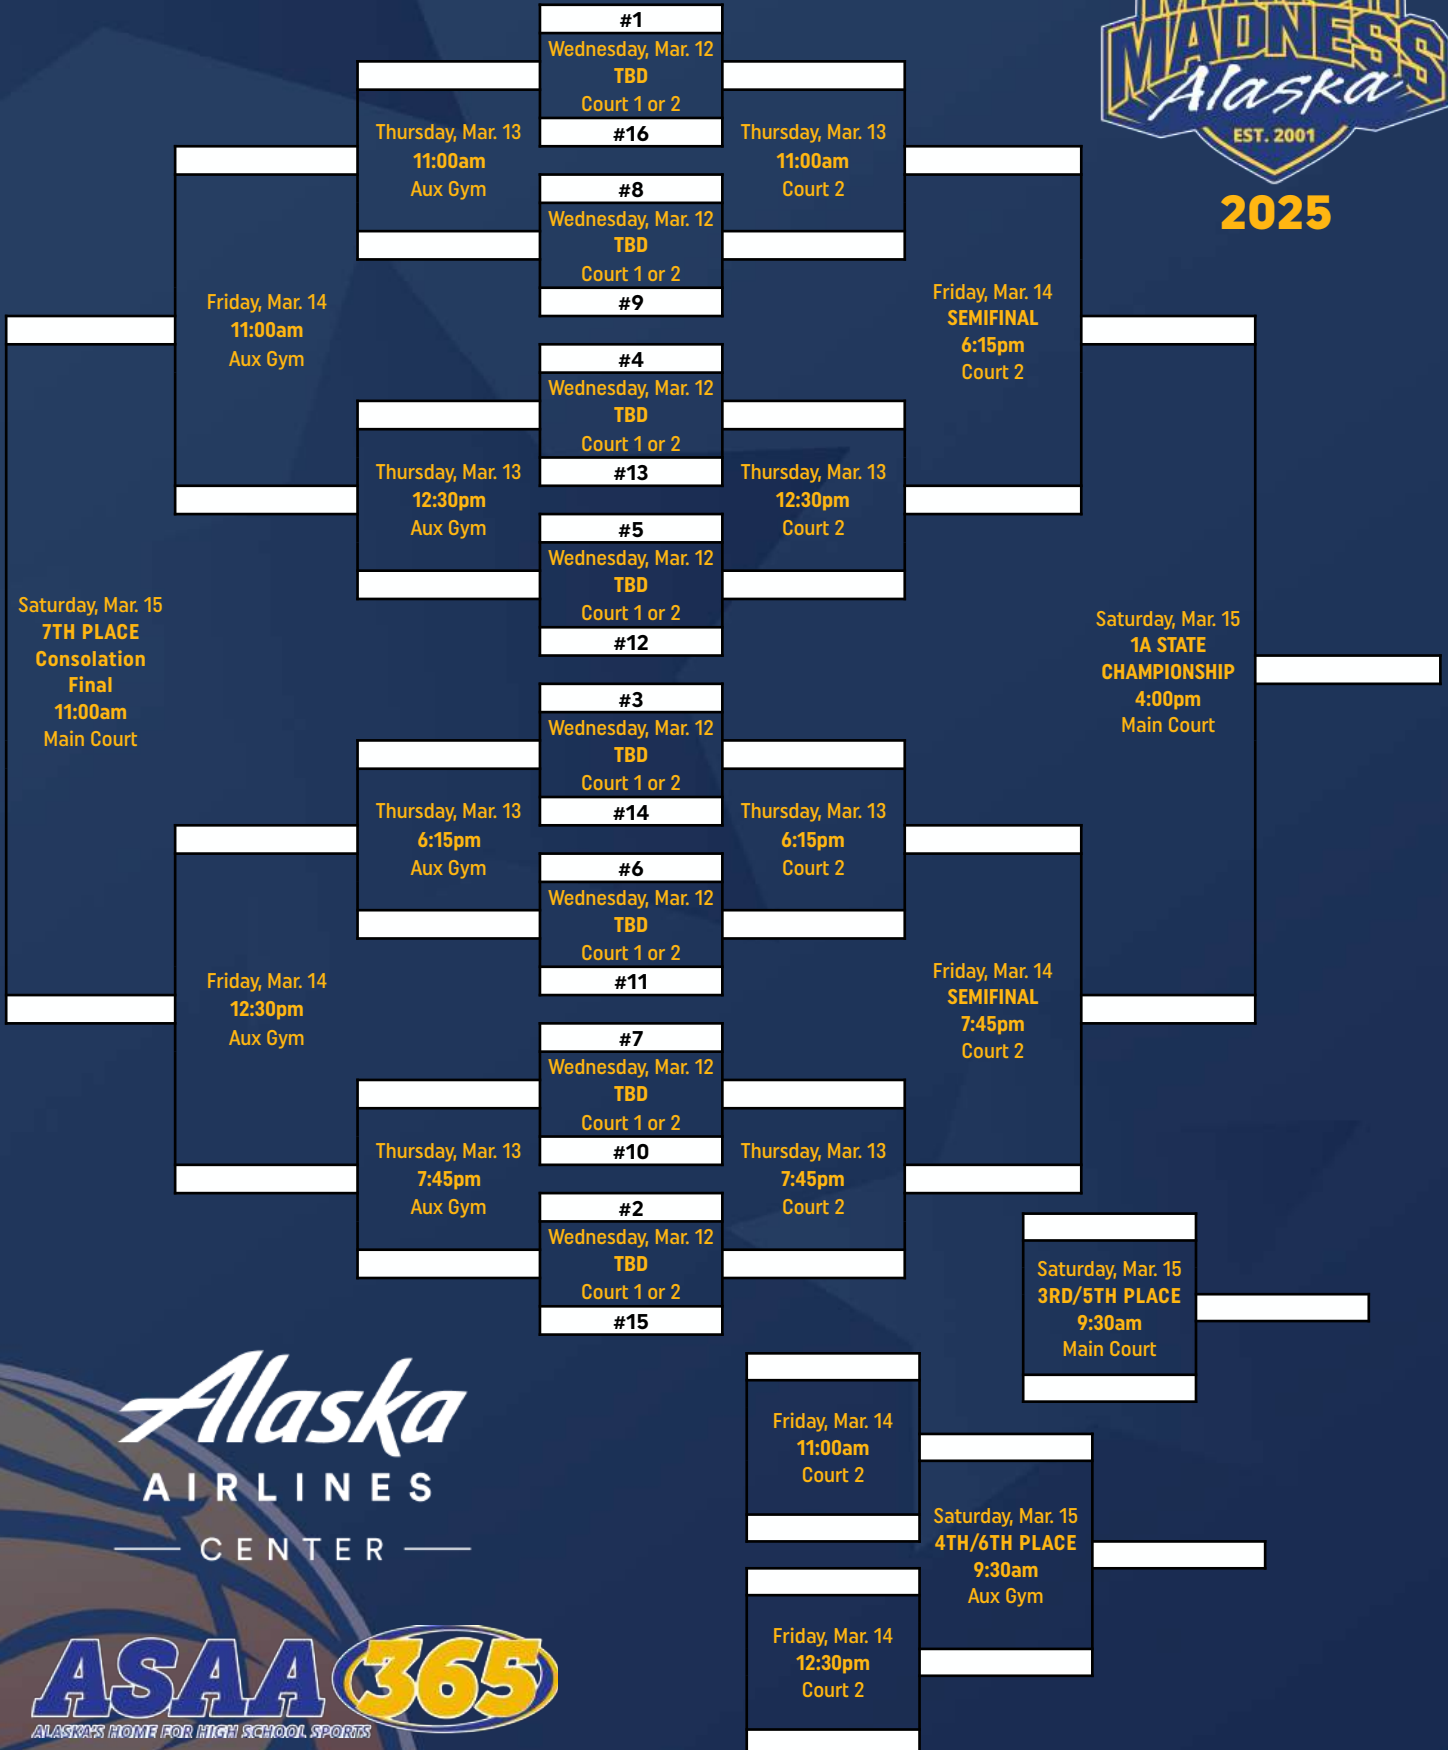 MADNESS
Alaska
EST. 2001
2025
#1
Wednesday, Mar. 12
TBD
Court 1 or 2
#16
#8
Wednesday, Mar. 12
TBD
Court 1 or 2
#9
#4
Wednesday, Mar. 12
TBD
Court 1 or 2
#13
#5
Wednesday, Mar. 12
TBD
Court 1 or 2
#12
#3
Wednesday, Mar. 12
TBD
Court 1 or 2
#14
#6
Wednesday, Mar. 12
TBD
Court 1 or 2
#11
#7
Wednesday, Mar. 12
TBD
Court 1 or 2
#10
#2
Wednesday, Mar. 12
TBD
Court 1 or 2
#15
Thursday, Mar. 13
11:00am
Aux Gym
Thursday, Mar. 13
12:30pm
Aux Gym
Thursday, Mar. 13
6:15pm
Aux Gym
Thursday, Mar. 13
7:45pm
Aux Gym
Friday, Mar. 14
11:00am
Aux Gym
Friday, Mar. 14
12:30pm
Aux Gym
Saturday, Mar. 15
7TH PLACE
Consolation
Final
11:00am
Main Court
Thursday, Mar. 13
11:00am
Court 2
Thursday, Mar. 13
12:30pm
Court 2
Thursday, Mar. 13
6:15pm
Court 2
Thursday, Mar. 13
7:45pm
Court 2
Friday, Mar. 14
SEMIFINAL
6:15pm
Court 2
Friday, Mar. 14
SEMIFINAL
7:45pm
Court 2
Saturday, Mar. 15
1A STATE
CHAMPIONSHIP
4:00pm
Main Court
Saturday, Mar. 15
3RD/5TH PLACE
9:30am
Main Court
Friday, Mar. 14
11:00am
Court 2
Saturday, Mar. 15
4TH/6TH PLACE
9:30am
Aux Gym
Friday, Mar. 14
12:30pm
Court 2
Alaska
AIRLINES
CENTER
ASAA 365
ALASKA'S HOME FOR HIGH SCHOOL SPORTS